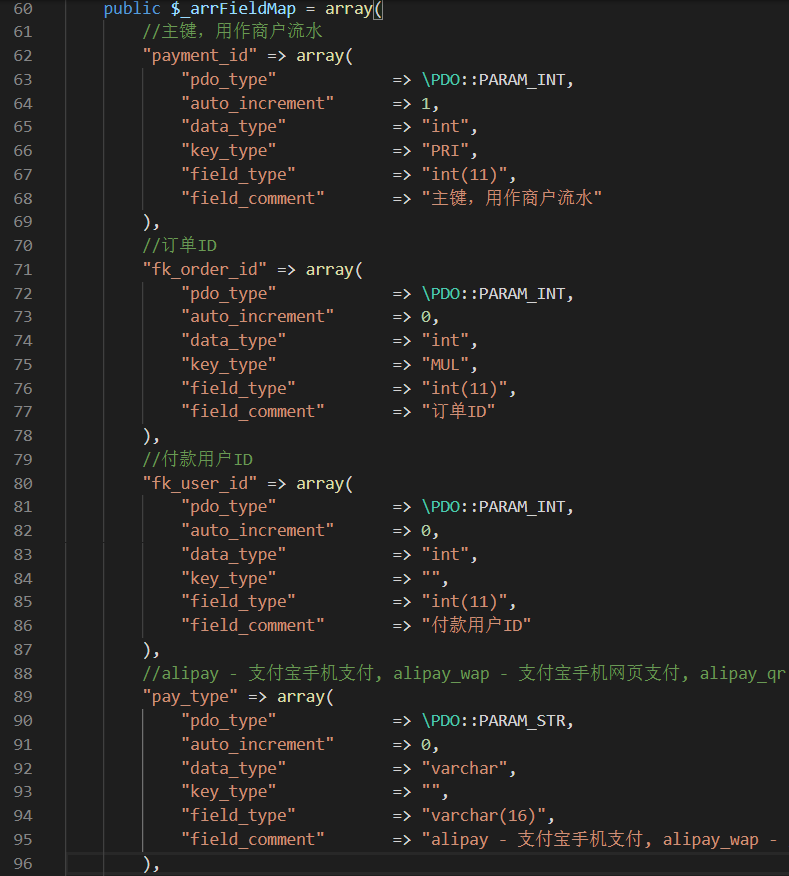 60 public $_arrFieldMap = array(
61 //主键，用作商户流水
62 "payment_id" => array(
63 "pdo_type" => \PDO::PARAM_INT,
64 "auto_increment" => 1,
65 "data_type" => "int",
66 "key_type" => "PRI",
67 "field_type" => "int(11)",
68 "field_comment" => "主键，用作商户流水"
69 ),
70 //订单ID
71 "fk_order_id" => array(
72 "pdo_type" => \PDO::PARAM_INT,
73 "auto_increment" => 0,
74 "data_type" => "int",
75 "key_type" => "MUL",
76 "field_type" => "int(11)",
77 "field_comment" => "订单ID"
78 ),
79 //付款用户ID
80 "fk_user_id" => array(
81 "pdo_type" => \PDO::PARAM_INT,
82 "auto_increment" => 0,
83 "data_type" => "int",
84 "key_type" => "",
85 "field_type" => "int(11)",
86 "field_comment" => "付款用户ID"
87 ),
88 //alipay - 支付宝手机支付, alipay_wap - 支付宝手机网页支付, alipay_qr
89 "pay_type" => array(
90 "pdo_type" => \PDO::PARAM_STR,
91 "auto_increment" => 0,
92 "data_type" => "varchar",
93 "key_type" => "",
94 "field_type" => "varchar(16)",
95 "field_comment" => "alipay - 支付宝手机支付, alipay_wap -
96 ),